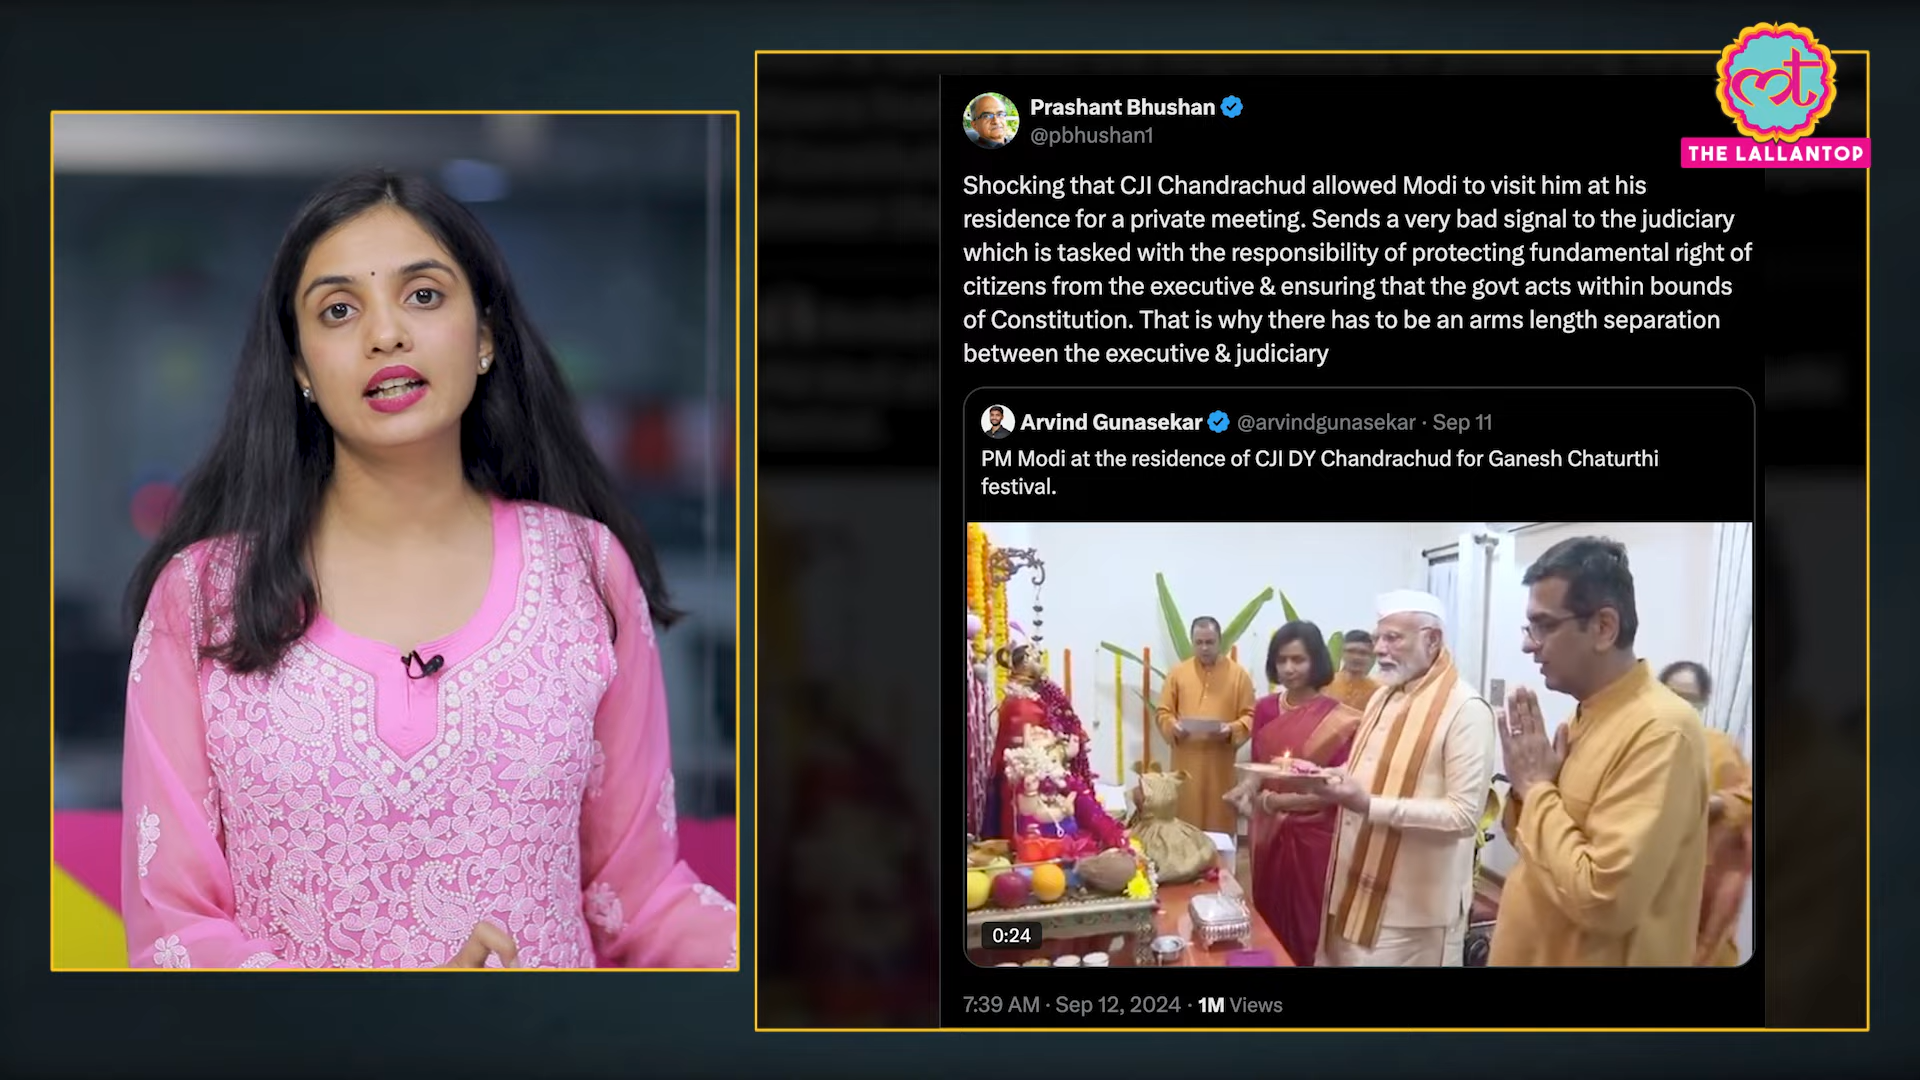 THE LALLANTOP
Prashant Bhushan
@pbhushan1
Shocking that CJI Chandrachud allowed Modi to visit him at his
residence for a private meeting. Sends a very bad signal to the judiciary
which is tasked with the responsibility of protecting fundamental right of
citizens from the executive & ensuring that the govt acts within bounds
of Constitution. That is why there has to be an arms length separation
between the executive & judiciary
Arvind Gunasekar @arvindgunasekar · Sep 11
PM Modi at the residence of CJI DY Chandrachud for Ganesh Chaturthi
festival.
0:24
7:39 AM · Sep 12, 2024 · 1M Views